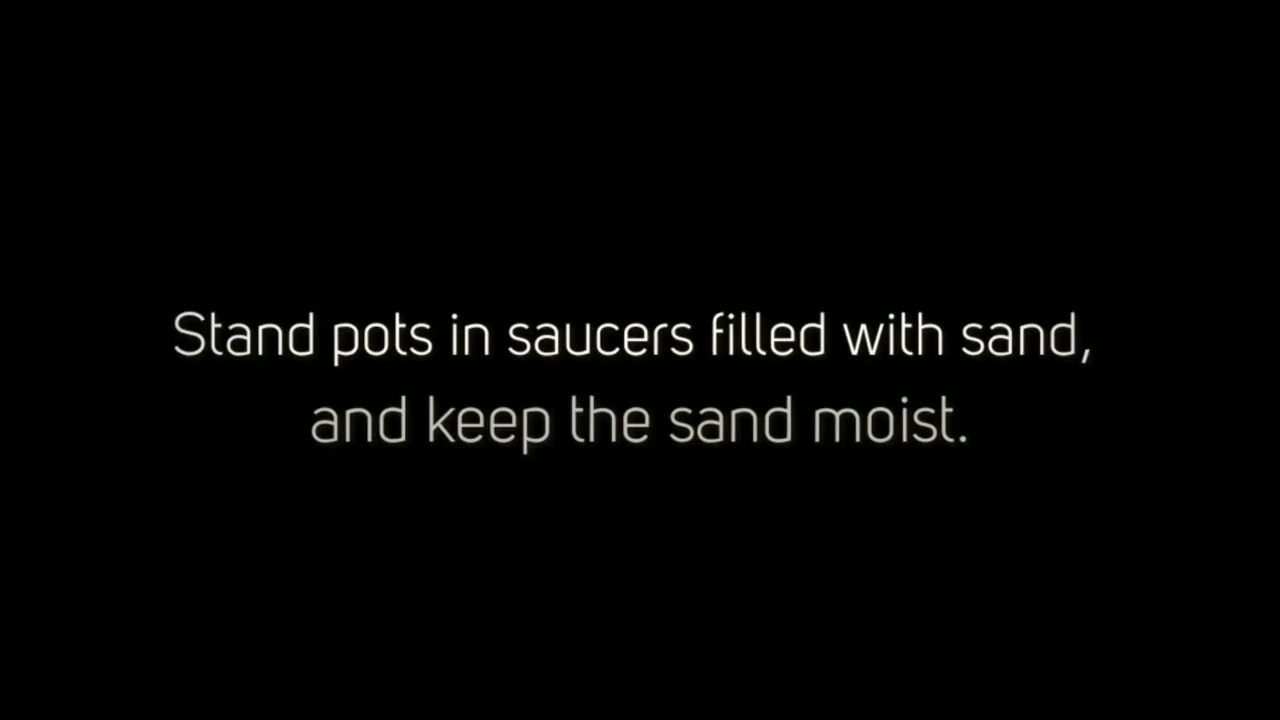 Stand pots in saucers filled with sand,
and keep the sand moist.